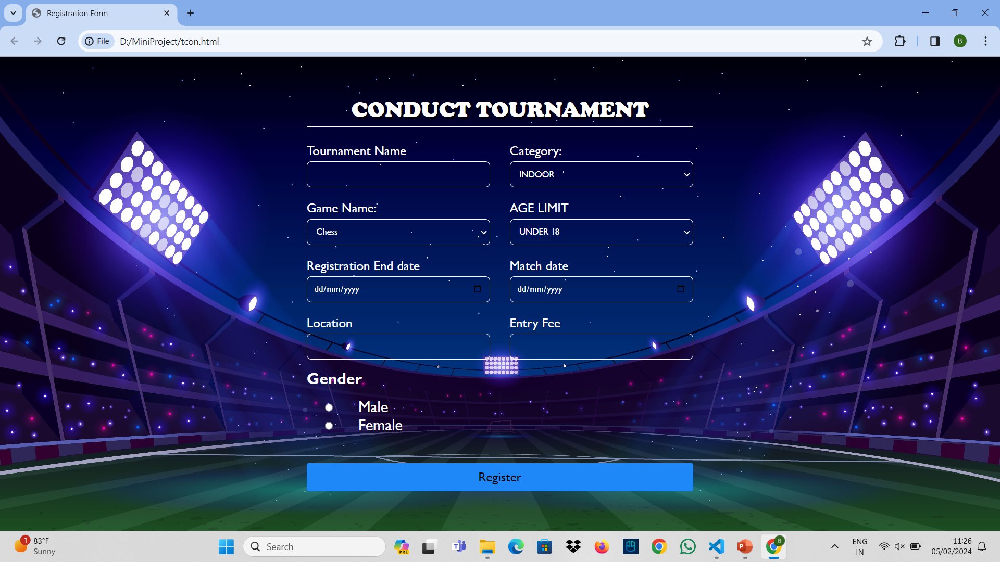 Registration Form
File D:/MiniProject/tcon.html
B
CONDUCT TOURNAMENT
Tournament Name Category:
INDOOR
Game Name: AGE LIMIT
Chess UNDER 18
Registration End date Match date
dd/mm/yyyy dd/mm/yyyy
Location Entry Fee
Gender
Male
Female
Register
1 83°F
Sunny
Search
PRE
T
P
B
ENG
IN
11:26
05/02/2024